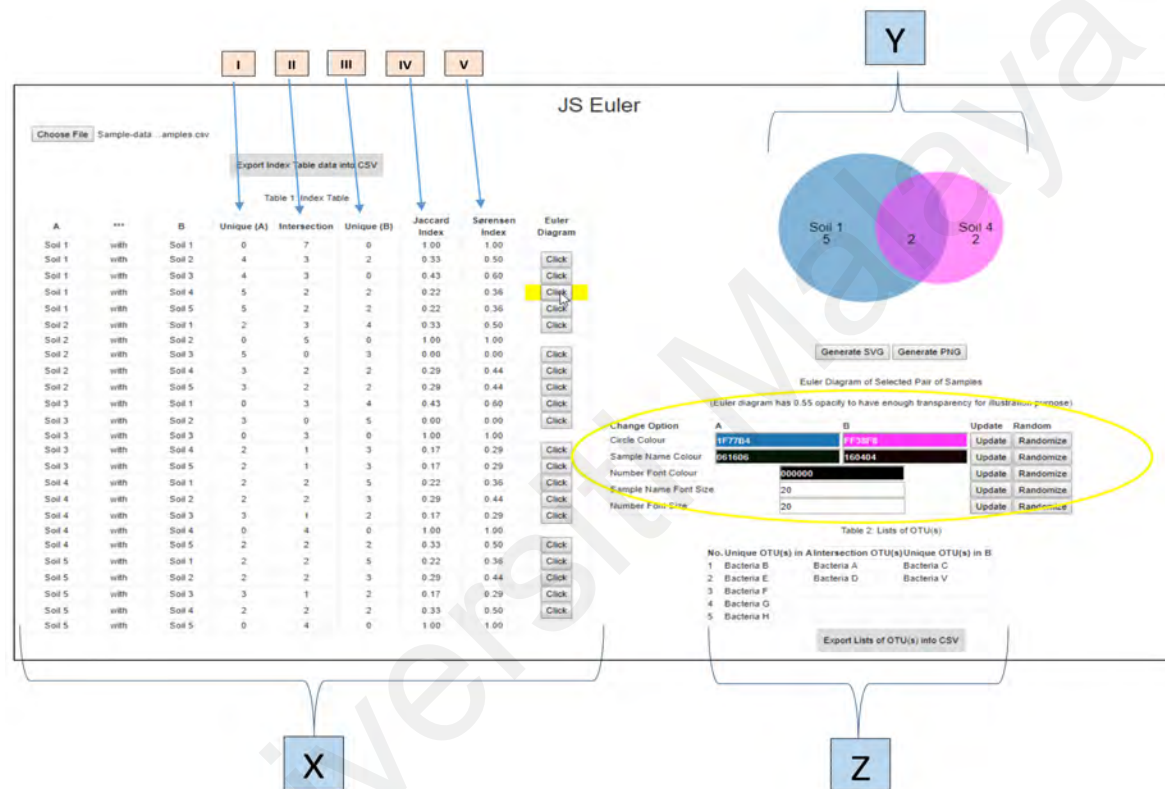 Y
I II III IV V
JS Euler
Choose File Sample-data ...amples.csv
Export Index Table data into CSV
Table 1: Index Table
A *** B Unique (A) Intersection Unique (B) Jaccard Index Sørensen Index Euler Diagram
Soil 1 with Soil 1 0 7 0 1.00 1.00
Soil 1 with Soil 2 4 3 2 0.33 0.50 Click
Soil 1 with Soil 3 4 3 0 0.43 0.60 Click
Soil 1 with Soil 4 5 2 2 0.22 0.36 Click
Soil 1 with Soil 5 5 2 2 0.22 0.36 Click
Soil 2 with Soil 1 2 3 4 0.33 0.50 Click
Soil 2 with Soil 2 0 5 0 1.00 1.00
Soil 2 with Soil 3 5 0 3 0.00 0.00 Click
Soil 2 with Soil 4 3 2 2 0.29 0.44 Click
Soil 2 with Soil 5 3 2 2 0.29 0.44 Click
Soil 3 with Soil 1 0 3 4 0.43 0.60 Click
Soil 3 with Soil 2 3 0 5 0.00 0.00 Click
Soil 3 with Soil 3 0 3 0 1.00 1.00
Soil 3 with Soil 4 2 1 3 0.17 0.29 Click
Soil 3 with Soil 5 2 1 3 0.17 0.29 Click
Soil 4 with Soil 1 2 2 5 0.22 0.36 Click
Soil 4 with Soil 2 2 2 3 0.29 0.44 Click
Soil 4 with Soil 3 3 1 2 0.17 0.29 Click
Soil 4 with Soil 4 0 4 0 1.00 1.00
Soil 4 with Soil 5 2 2 2 0.33 0.50 Click
Soil 5 with Soil 1 2 2 5 0.22 0.36 Click
Soil 5 with Soil 2 2 2 3 0.29 0.44 Click
Soil 5 with Soil 3 3 1 2 0.17 0.29 Click
Soil 5 with Soil 4 2 2 2 0.33 0.50 Click
Soil 5 with Soil 5 0 4 0 1.00 1.00
Soil 1 Soil 4
5 2 2
Generate SVG Generate PNG
Euler Diagram of Selected Pair of Samples
(Euler diagram has 0.55 opacity to have enough transparency for illustration purpose)
Change Option A B Update Random
Circle Colour 1F77B4 FF38F8 Update Randomize
Sample Name Colour 061606 160404 Update Randomize
Number Font Colour 000000 Update Randomize
Sample Name Font Size 20 Update Randomize
Number Font Size 20 Update Randomize
Table 2: Lists of OTU(s)
No. Unique OTU(s) in A Intersection OTU(s) Unique OTU(s) in B
1 Bacteria B Bacteria A Bacteria C
2 Bacteria E Bacteria D Bacteria V
3 Bacteria F
4 Bacteria G
5 Bacteria H
Export Lists of OTU(s) into CSV
X Z
versiti Malaya